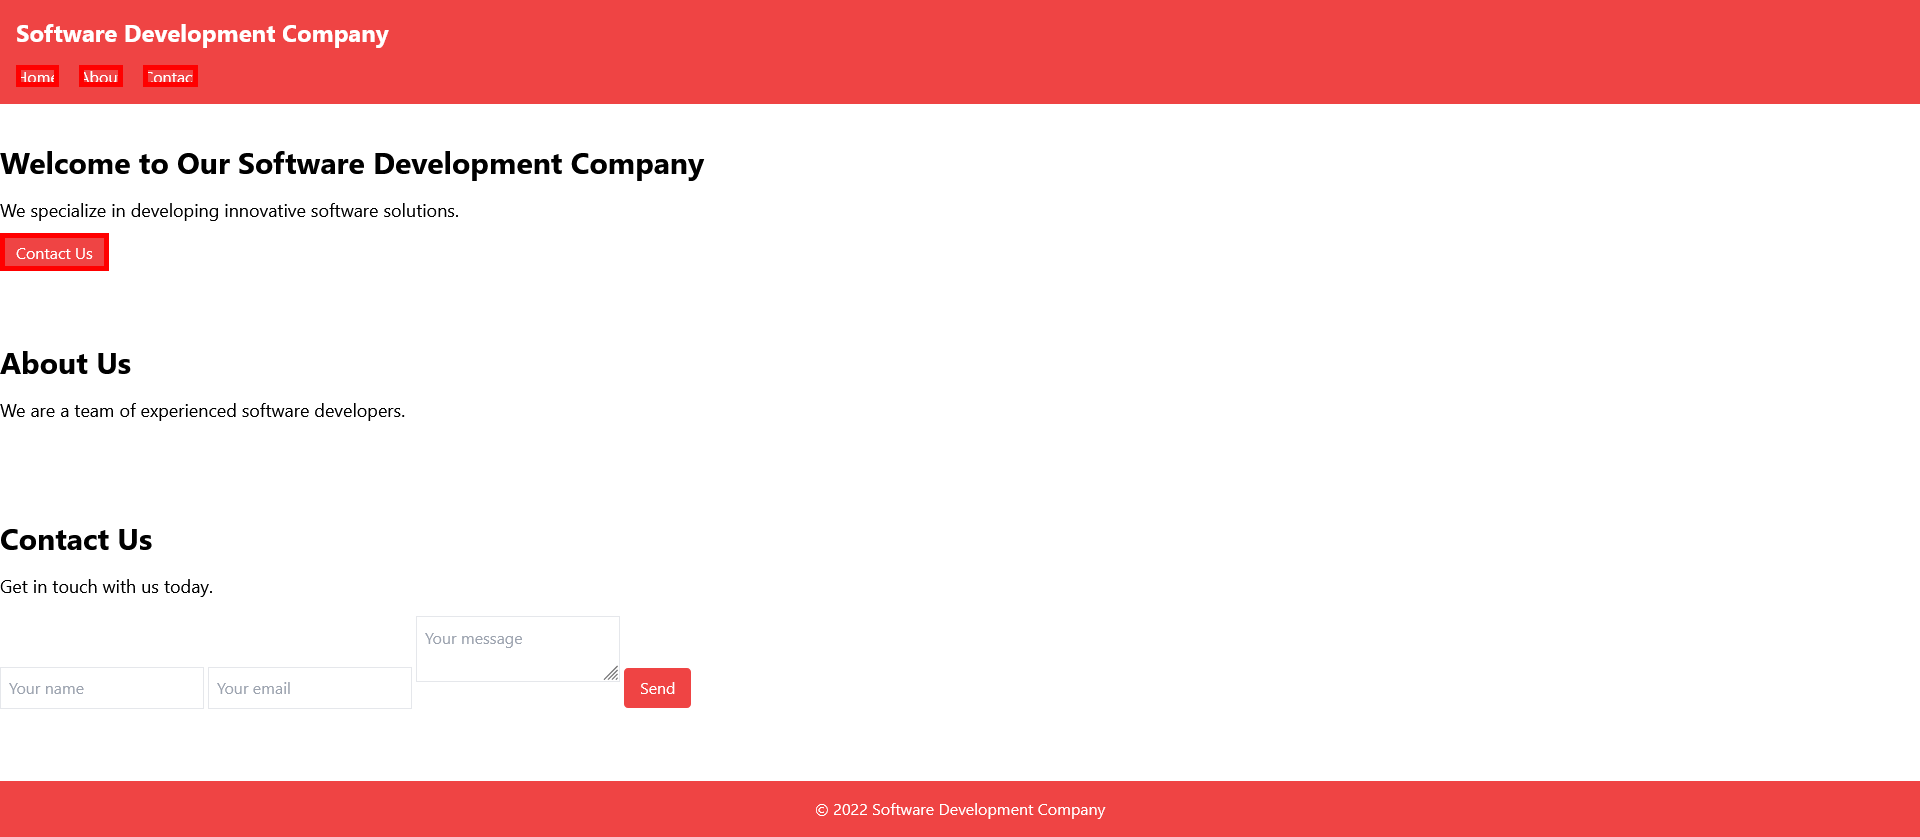 Software Development Company
Home About Contact
Welcome to Our Software Development Company
We specialize in developing innovative software solutions.
Contact Us
About Us
We are a team of experienced software developers.
Contact Us
Get in touch with us today.
Your name Your email Your message Send
© 2022 Software Development Company